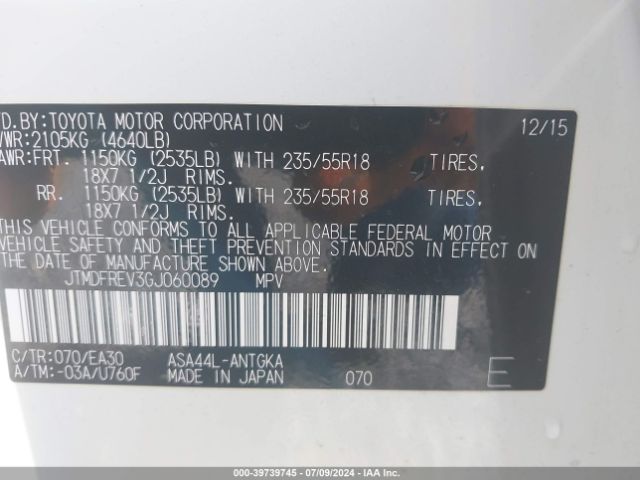 D.BY:TOYOTA MOTOR CORPORATION 12/15
VWR:2105KG (4640LB)
AWR:FRT. 1150KG (2535LB) WITH 235/55R18 TIRES,
18X7 1/2J RIMS.
RR. 1150KG (2535LB) WITH 235/55R18 TIRES,
18X7 1/2J RIMS.
THIS VEHICLE CONFORMS TO ALL APPLICABLE FEDERAL MOTOR
VEHICLE SAFETY AND THEFT PREVENTION STANDARDS IN EFFECT ON
THE DATE OF MANUFACTURE SHOWN ABOVE.
JTMDFREV3GJ060089 MPV
C/TR:070/EA30 ASA44L-ANTGKA
A/TM:-03A/U760F MADE IN JAPAN 070 E
000-39739745 / 07/09/2024 / IAA Inc.